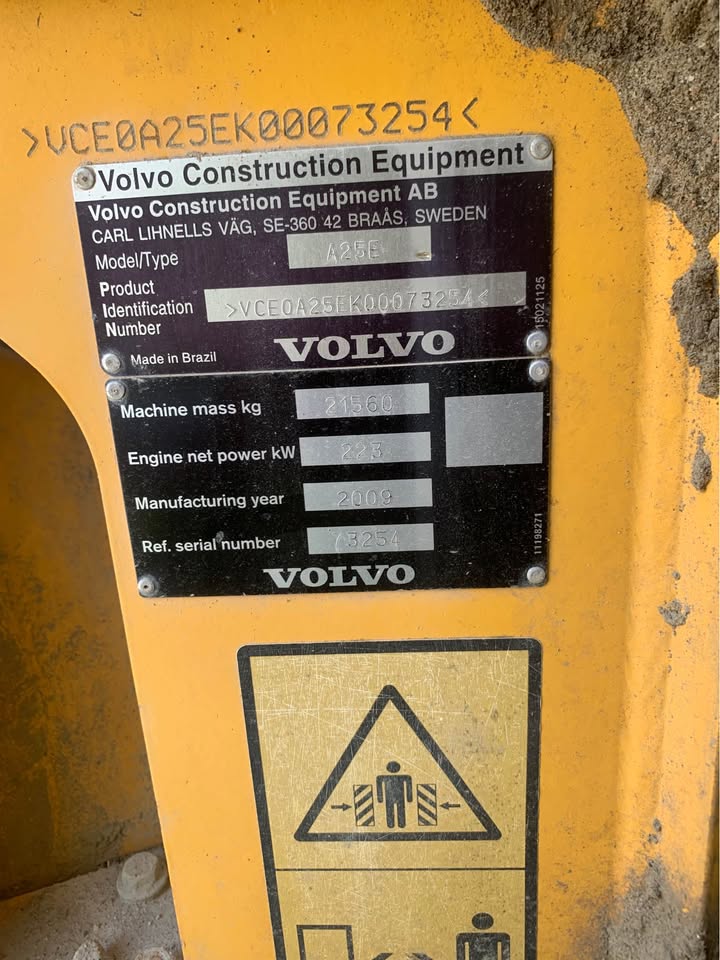 >VCE0A25EK00073254<
Volvo Construction Equipment
Volvo Construction Equipment AB
CARL LIHNELLS VÄG, SE-360 42 BRAÅS, SWEDEN
Model/Type A25E
Product
Identification
Number >VCE0A25EK00073254<
15021125
Made in Brazil VOLVO
Machine mass kg 21560
Engine net power kW 223
Manufacturing year 2009
Ref. serial number 73254
11198271
VOLVO